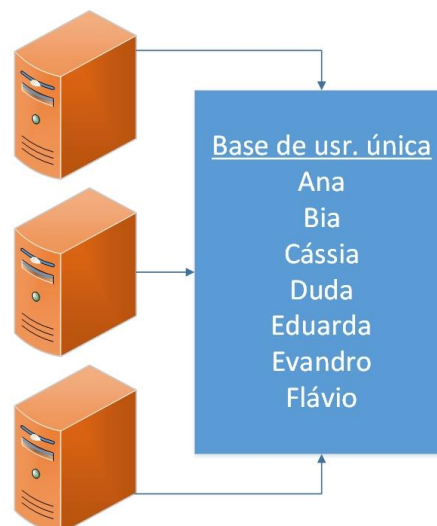 Base de usr. única
Ana
Bia
Cássia
Duda
Eduarda
Evandro
Flávio